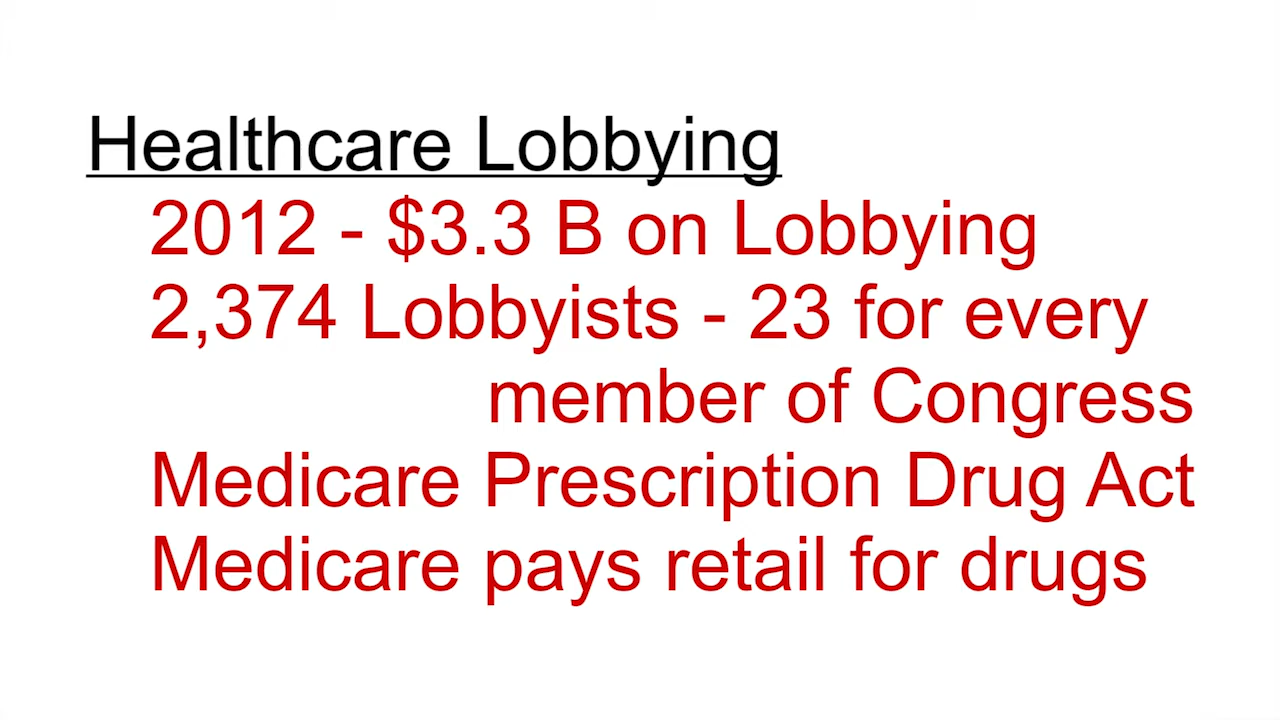 Healthcare Lobbying
2012 - $3.3 B on Lobbying
2,374 Lobbyists - 23 for every
member of Congress
Medicare Prescription Drug Act
Medicare pays retail for drugs